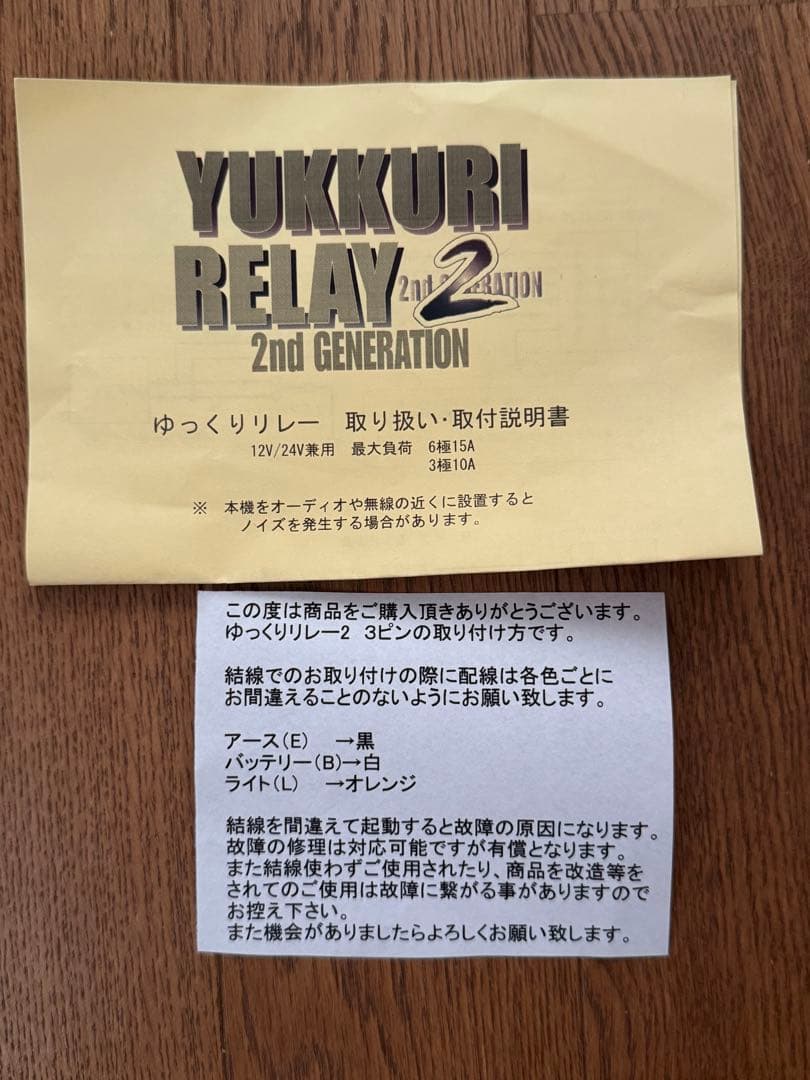 YUKKURI
RELAY 2
2nd GENERATION
2nd GENERATION
ゆっくりリレー 取り扱い・取付説明書
12V/24V兼用 最大負荷 6極15A
3極10A
※ 本機をオーディオや無線の近くに設置すると
ノイズを発生する場合があります。
この度は商品をご購入頂きありがとうございます。
ゆっくりリレー2 3ピンの取り付け方です。
結線でのお取り付けの際に配線は各色ごとに
お間違えることのないようにお願い致します。
アース(E) →黒
バッテリー(B)→白
ライト(L) →オレンジ
結線を間違えて起動すると故障の原因になります。
故障の修理は対応可能ですが有償となります。
また結線使わずご使用されたり、商品を改造等を
されてのご使用は故障に繋がる事がありますので
お控え下さい。
また機会がありましたらよろしくお願い致します。